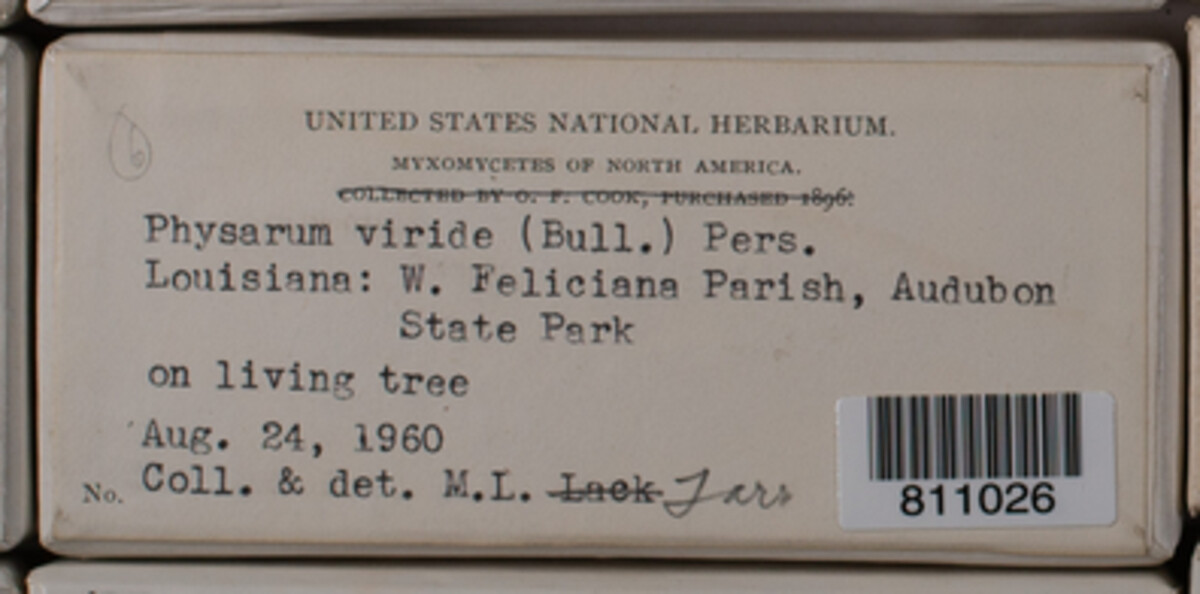 6
UNITED STATES NATIONAL HERBARIUM.
MYXOMYCETES OF NORTH AMERICA.
COLLECTED BY O. F. COOK, PURCHASED 1896.
Physarum viride (Bull.) Pers.
Louisiana: W. Feliciana Parish, Audubon
State Park
on living tree
Aug. 24, 1960
No. Coll. & det. M.L. Lack
811026